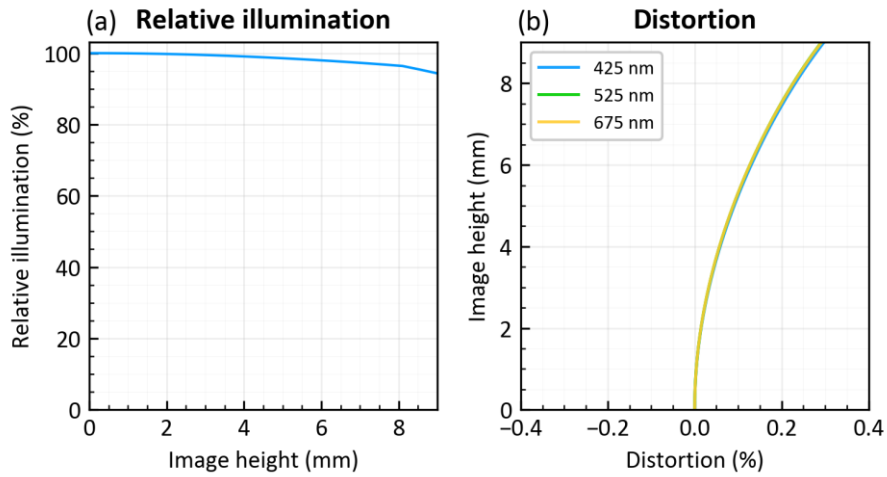 (a) Relative illumination
Relative illumination (%)
100
80
60
40
20
0
0 2 4 6 8
Image height (mm)
(b) Distortion
425 nm
525 nm
675 nm
Image height (mm)
8
6
4
2
0
−0.4 −0.2 0.0 0.2 0.4
Distortion (%)